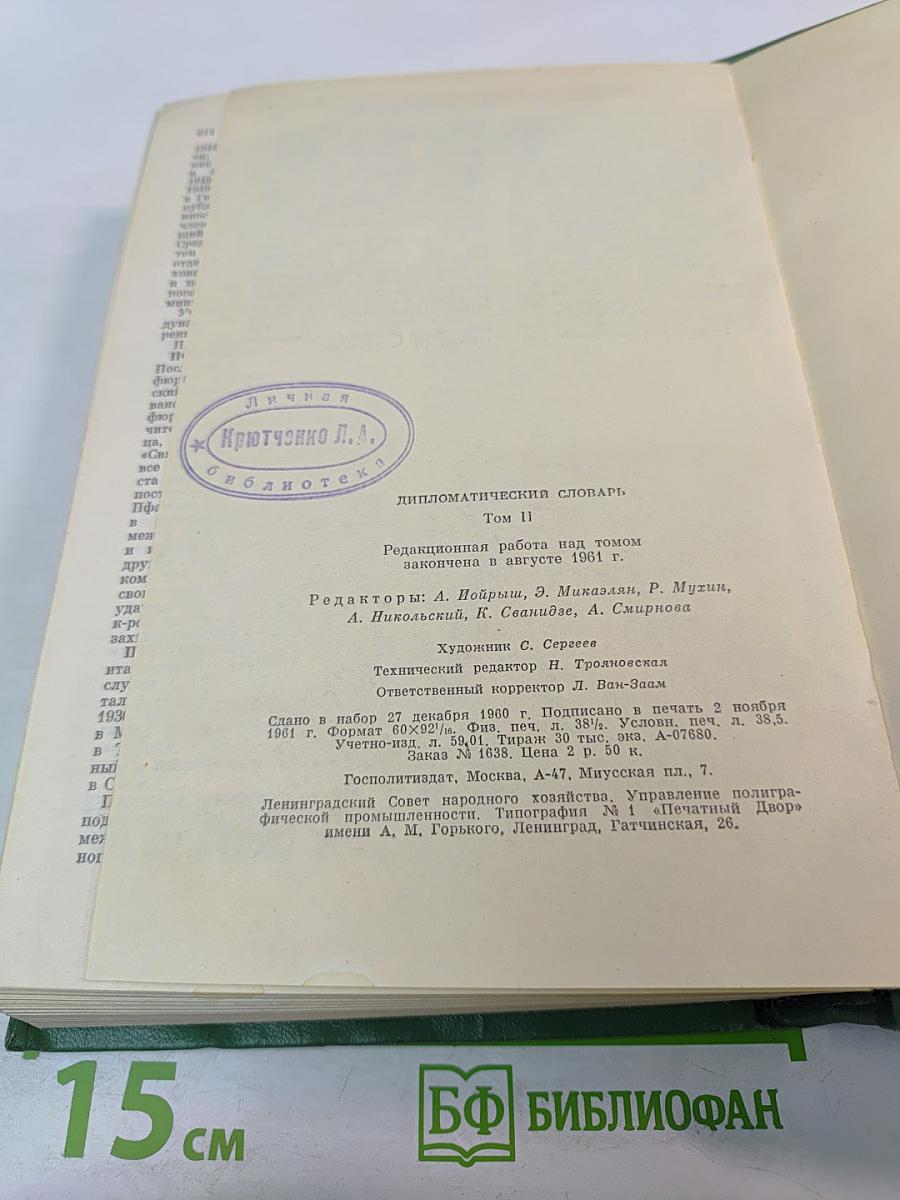 Личная
Крютченко Л. А.
библиотека
ДИПЛОМАТИЧЕСКИЙ СЛОВАРЬ
Том II
Редакционная работа над томом
закончена в августе 1961 г.
Редакторы: А. Иойрыш, Э. Микаэлян, Р. Мухин,
А. Никольский, К. Сванидзе, А. Смирнова
Художник С. Сергеев
Технический редактор Н. Трояновская
Ответственный корректор Л. Ван-Заам
Сдано в набор 27 декабря 1960 г. Подписано в печать 2 ноября
1961 г. Формат 60×92¹/₁₆. Физ. печ. л. 38¹/₂. Условн. печ. л. 38,5.
Учетно-изд. л. 59,01. Тираж 30 тыс. экз. А-07680.
Заказ № 1638. Цена 2 р. 50 к.
Госполитиздат, Москва, А-47, Миусская пл., 7.
Ленинградский Совет народного хозяйства. Управление полигра-
фической промышленности. Типография № 1 «Печатный Двор»
имени А. М. Горького, Ленинград, Гатчинская, 26.
15 см
БФ БИБЛИОФАН